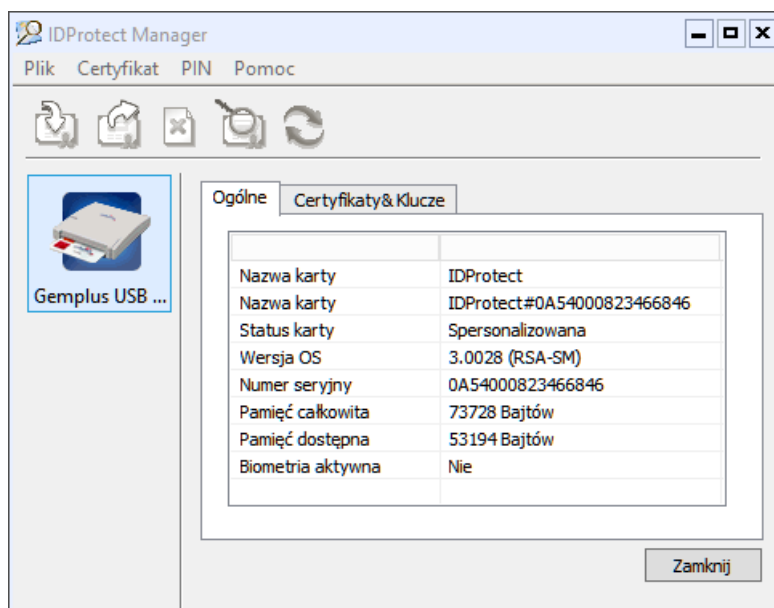 IDProtect Manager
Plik Certyfikat PIN Pomoc
Gemplus USB ...
Ogólne Certyfikaty& Klucze
Nazwa karty IDProtect
Nazwa karty IDProtect#0A54000823466846
Status karty Spersonalizowana
Wersja OS 3.0028 (RSA-SM)
Numer seryjny 0A54000823466846
Pamięć całkowita 73728 Bajtów
Pamięć dostępna 53194 Bajtów
Biometria aktywna Nie
Zamknij